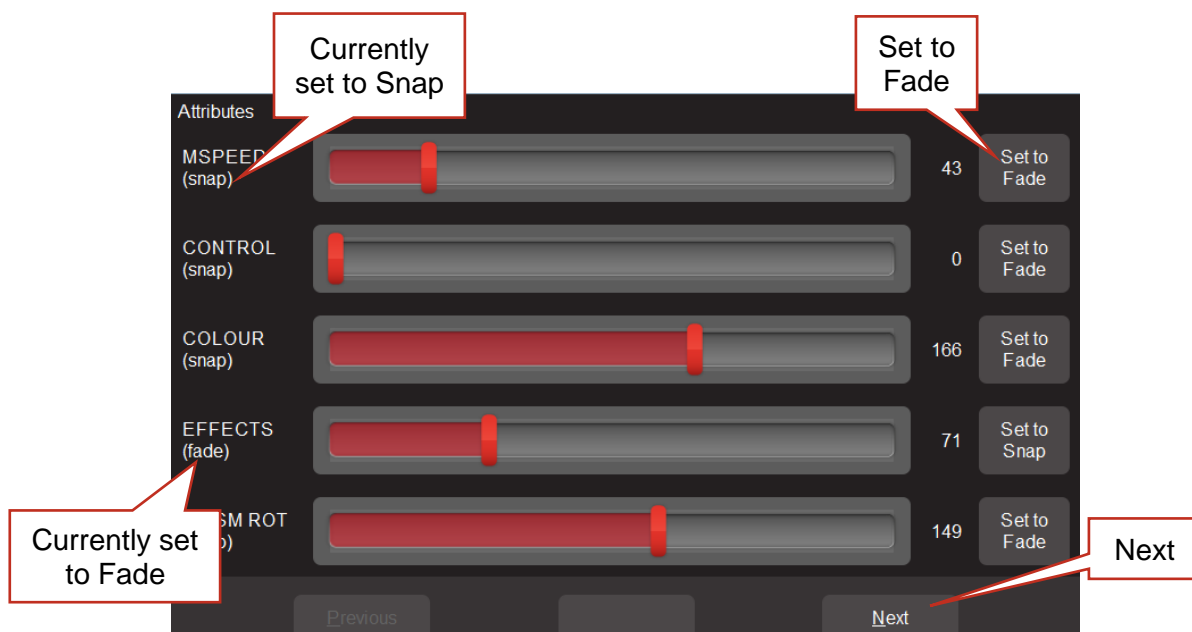 Currently
set to Snap
Set to
Fade
Attributes
MSPEED
(snap)
43
Set to
Fade
CONTROL
(snap)
0
Set to
Fade
COLOUR
(snap)
166
Set to
Fade
EFFECTS
(fade)
71
Set to
Snap
SM ROT
149
Set to
Fade
Currently set
to Fade
Next
Previous
Next